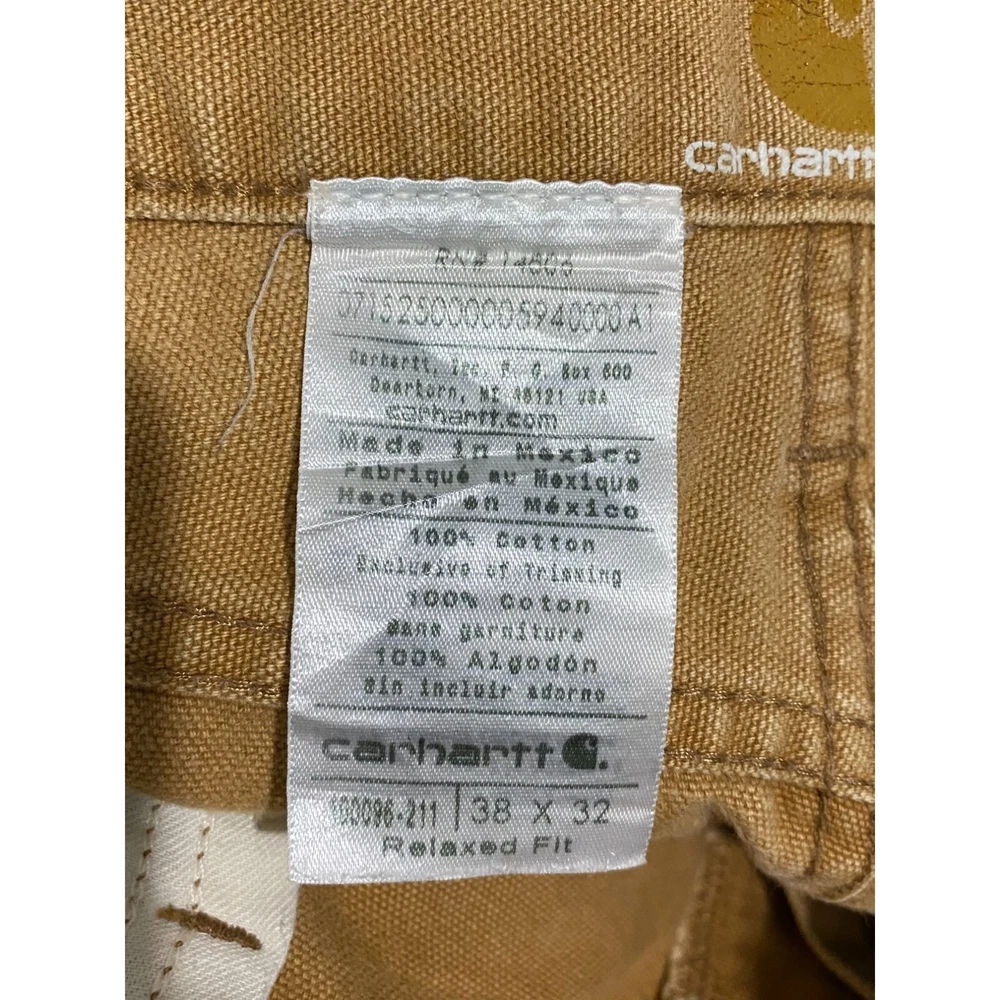 carhartt
RN# 14806
Carhartt, Inc. P. O. Box 600
Dearborn, MI 48121 USA
carhartt.com
Made in Mexico
Fabriqué au Mexique
Hecho en México
100% Cotton
Exclusive of Trimming
100% Coton
sans garniture
100% Algodón
Sin incluir adorno
carhartt
100096-211 | 38 X 32
Relaxed Fit